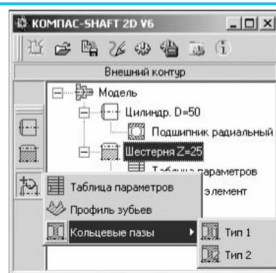 КОМПАС-SHAFT 2D V6
Внешний контур
Модель
Цилиндр. D=50
Подшипник радиальный
Шестерня Z=25
Таблица параметров
элемент
Таблица параметров
Профиль зубьев
Кольцевые пазы
Тип 1
Тип 2